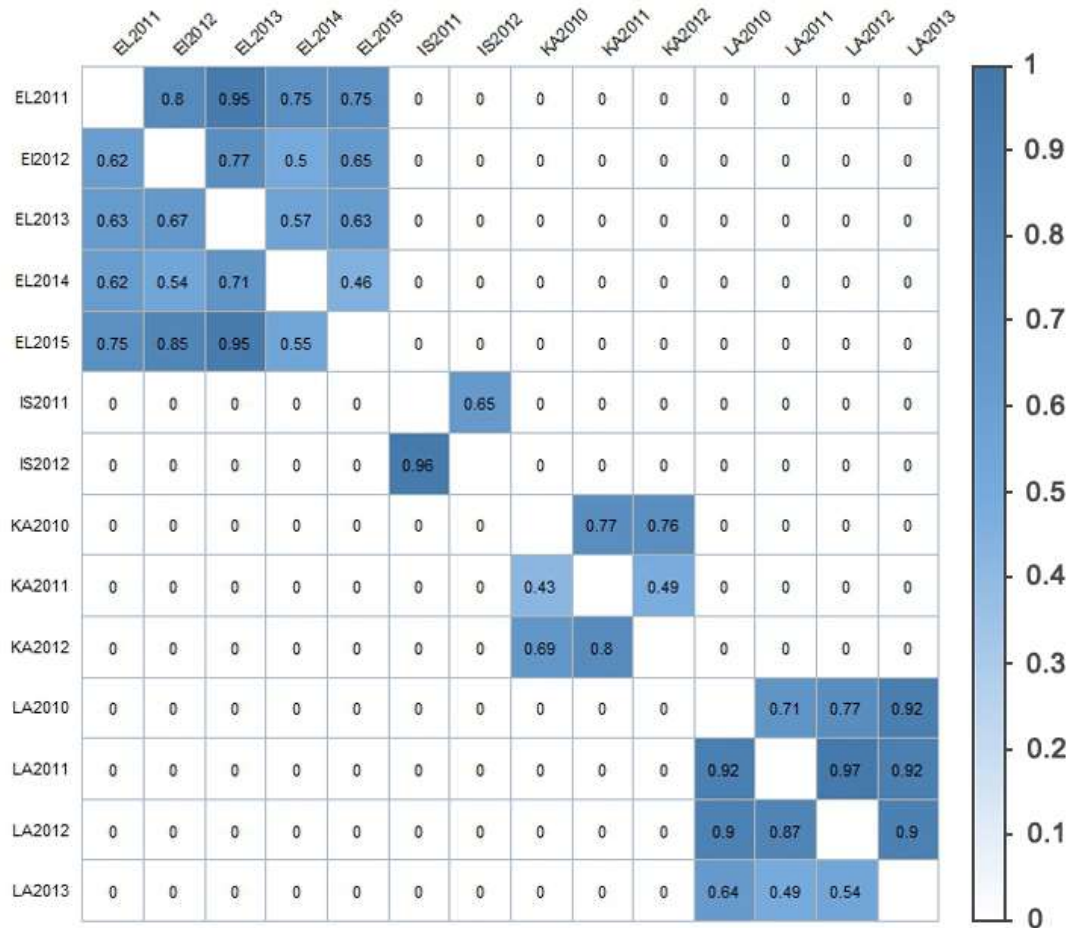 EL2011 EI2012 EL2013 EL2014 EL2015 IS2011 IS2012 KA2010 KA2011 KA2012 LA2010 LA2011 LA2012 LA2013
EL2011 0.8 0.95 0.75 0.75 0 0 0 0 0 0 0 0 0
EI2012 0.62 0.77 0.5 0.65 0 0 0 0 0 0 0 0 0
EL2013 0.63 0.67 0.57 0.63 0 0 0 0 0 0 0 0 0
EL2014 0.62 0.54 0.71 0.46 0 0 0 0 0 0 0 0 0
EL2015 0.75 0.85 0.95 0.55 0 0 0 0 0 0 0 0 0
IS2011 0 0 0 0 0 0.65 0 0 0 0 0 0 0
IS2012 0 0 0 0 0 0.96 0 0 0 0 0 0 0
KA2010 0 0 0 0 0 0 0 0.77 0.76 0 0 0 0
KA2011 0 0 0 0 0 0 0 0.43 0.49 0 0 0 0
KA2012 0 0 0 0 0 0 0 0.69 0.8 0 0 0 0
LA2010 0 0 0 0 0 0 0 0 0 0 0.71 0.77 0.92
LA2011 0 0 0 0 0 0 0 0 0 0 0.92 0.97 0.92
LA2012 0 0 0 0 0 0 0 0 0 0 0.9 0.87 0.9
LA2013 0 0 0 0 0 0 0 0 0 0 0.64 0.49 0.54
1
0.9
0.8
0.7
0.6
0.5
0.4
0.3
0.2
0.1
0